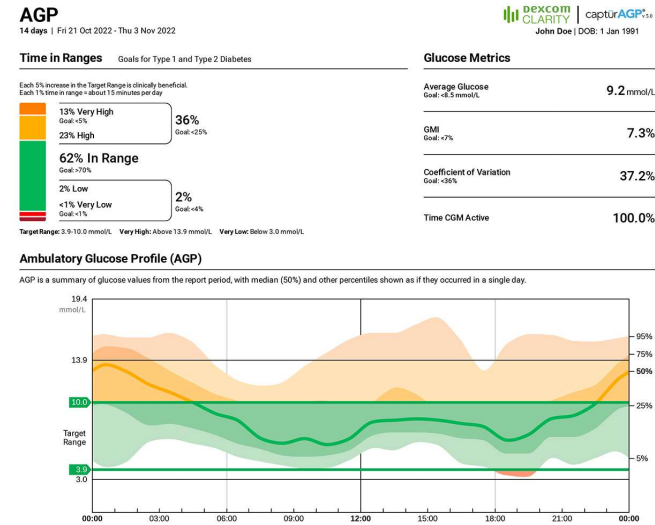 AGP
14 days | Fri 21 Oct 2022 - Thu 3 Nov 2022
Dexcom CLARITY | captūrAGP® v5.0
John Doe | DOB: 1 Jan 1991
Time in Ranges Goals for Type 1 and Type 2 Diabetes
Each 5% increase in the Target Range is clinically beneficial.
Each 1% time in range = about 15 minutes per day
13% Very High
Goal: <5%
23% High
36%
Goal: <25%
62% In Range
Goal: >70%
2% Low
<1% Very Low
Goal: <1%
2%
Goal: <4%
Target Range: 3.9-10.0 mmol/L Very High: Above 13.9 mmol/L Very Low: Below 3.0 mmol/L
Glucose Metrics
Average Glucose
Goal: <8.5 mmol/L
9.2 mmol/L
GMI
Goal: <7%
7.3%
Coefficient of Variation
Goal: <36%
37.2%
Time CGM Active
100.0%
Ambulatory Glucose Profile (AGP)
AGP is a summary of glucose values from the report period, with median (50%) and other percentiles shown as if they occurred in a single day.
19.4
mmol/L
13.9
10.0
Target
Range
3.9
3.0
95%
75%
50%
25%
5%
00:00 03:00 06:00 09:00 12:00 15:00 18:00 21:00 00:00